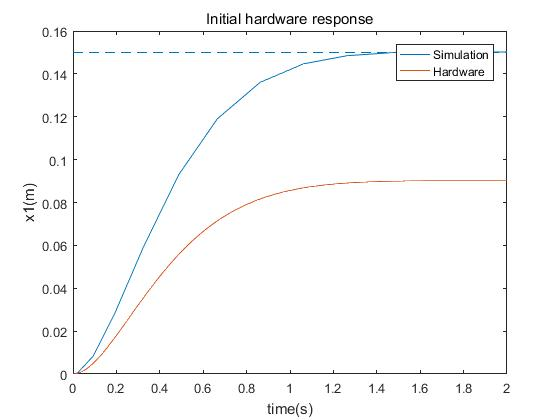 Initial hardware response
0.16
0.14
0.12
0.1
0.08
0.06
0.04
0.02
0
x1(m)
Simulation
Hardware
0 0.2 0.4 0.6 0.8 1 1.2 1.4 1.6 1.8 2
time(s)